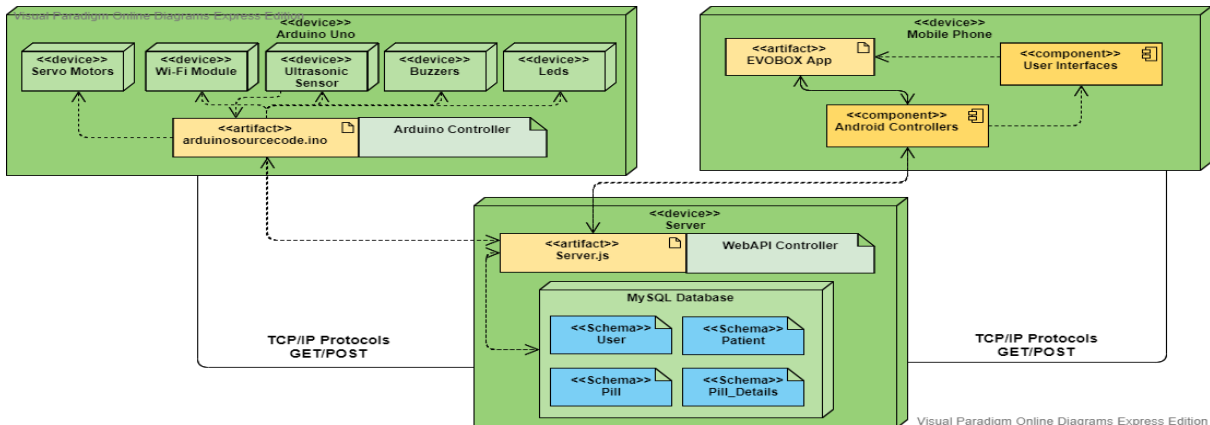 Visual Paradigm Online Diagrams Express Edition
<<device>>
Arduino Uno
<<device>>
Servo Motors
<<device>>
Wi-Fi Module
<<device>>
Ultrasonic
Sensor
<<device>>
Buzzers
<<device>>
Leds
<<artifact>>
arduinosourcecode.ino
Arduino Controller
<<device>>
Mobile Phone
<<artifact>>
EVOBOX App
<<component>>
User Interfaces
<<component>>
Android Controllers
<<device>>
Server
<<artifact>>
Server.js
WebAPI Controller
MySQL Database
<<Schema>>
User
<<Schema>>
Patient
<<Schema>>
Pill
<<Schema>>
Pill_Details
TCP/IP Protocols
GET/POST
TCP/IP Protocols
GET/POST
Visual Paradigm Online Diagrams Express Edition